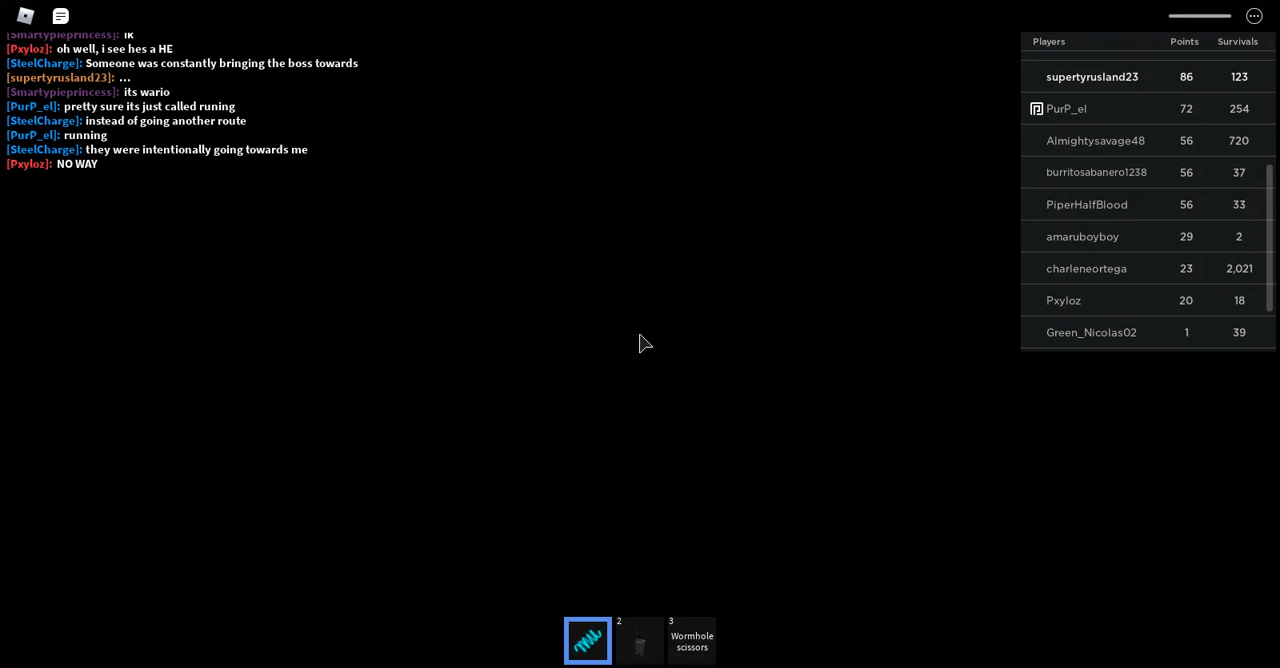 [Smartypieprincess]: ik
[Pxyloz]: oh well, i see hes a HE
[SteelCharge]: Someone was constantly bringing the boss towards
[supertyrusland23]: ...
[Smartypieprincess]: its wario
[PurP_el]: pretty sure its just called runing
[SteelCharge]: instead of going another route
[PurP_el]: running
[SteelCharge]: they were intentionally going towards me
[Pxyloz]: NO WAY
Players Points Survivals
supertyrusland23 86 123
PurP_el 72 254
Almightysavage48 56 720
burritosabanero1238 56 37
PiperHalfBlood 56 33
amaruboyboy 29 2
charleneortega 23 2,021
Pxyloz 20 18
Green_Nicolas02 1 39
2
3
Wormhole
scissors